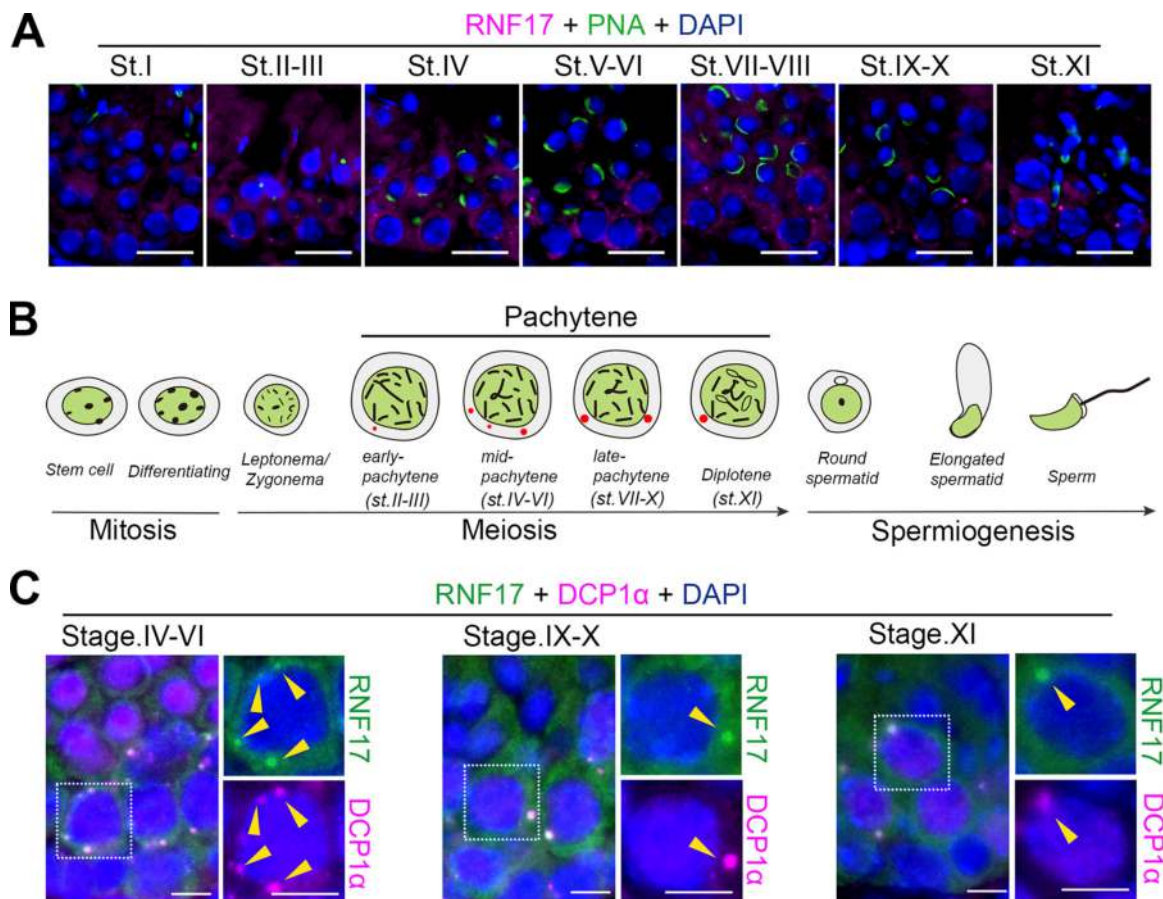 A
RNF17 + PNA + DAPI
St.I St.II-III St.IV St.V-VI St.VII-VIII St.IX-X St.XI
B
Pachytene
Stem cell Differentiating Leptonema/ Zygonema early- pachytene (st.II-III) mid- pachytene (st.IV-VI) late- pachytene (st.VII-X) Diplotene (st.XI) Round spermatid Elongated spermatid Sperm
Mitosis Meiosis Spermiogenesis
C
RNF17 + DCP1α + DAPI
Stage.IV-VI Stage.IX-X Stage.XI
RNF17 RNF17 RNF17
DCP1α DCP1α DCP1α